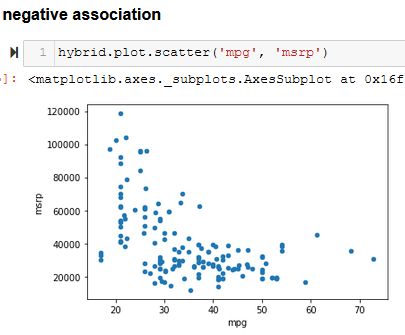 negative association
1 hybrid.plot.scatter('mpg', 'msrp')
]: <matplotlib.axes._subplots.AxesSubplot at 0x16f
120000
100000
80000
60000
40000
20000
msrp
20 30 40 50 60 70
mpg